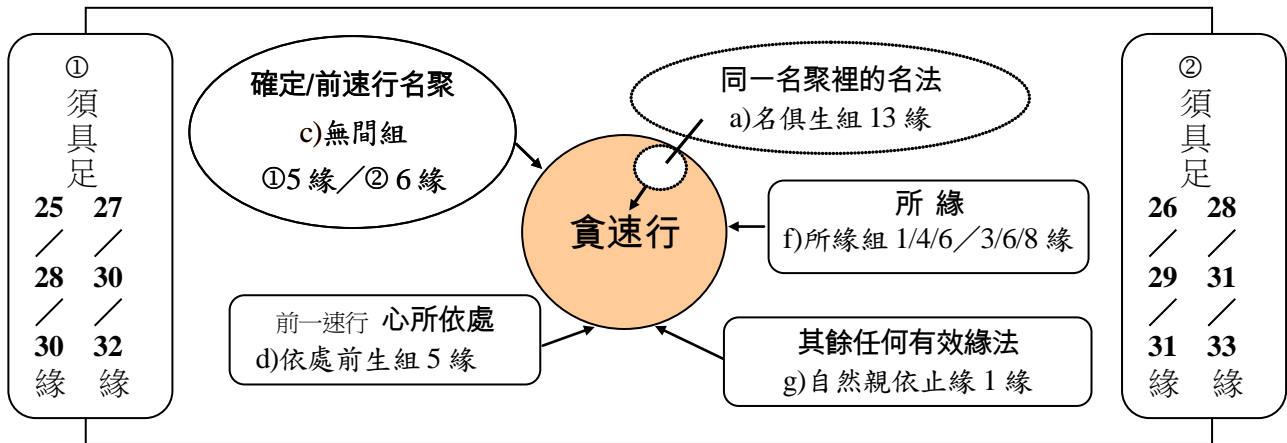 ①
須
具
足
25 27
／ ／
28 30
／ ／
30 32
緣 緣
確定/前速行名聚
c)無間組
①5 緣／② 6 緣
同一名聚裡的名法
a)名俱生組 13 緣
貪速行
所 緣
f)所緣組 1/4/6／3/6/8 緣
前一速行 心所依處
d)依處前生組 5 緣
其餘任何有效緣法
g)自然親依止緣 1 緣
②
須
具
足
26 28
／ ／
29 31
／ ／
31 33
緣 緣